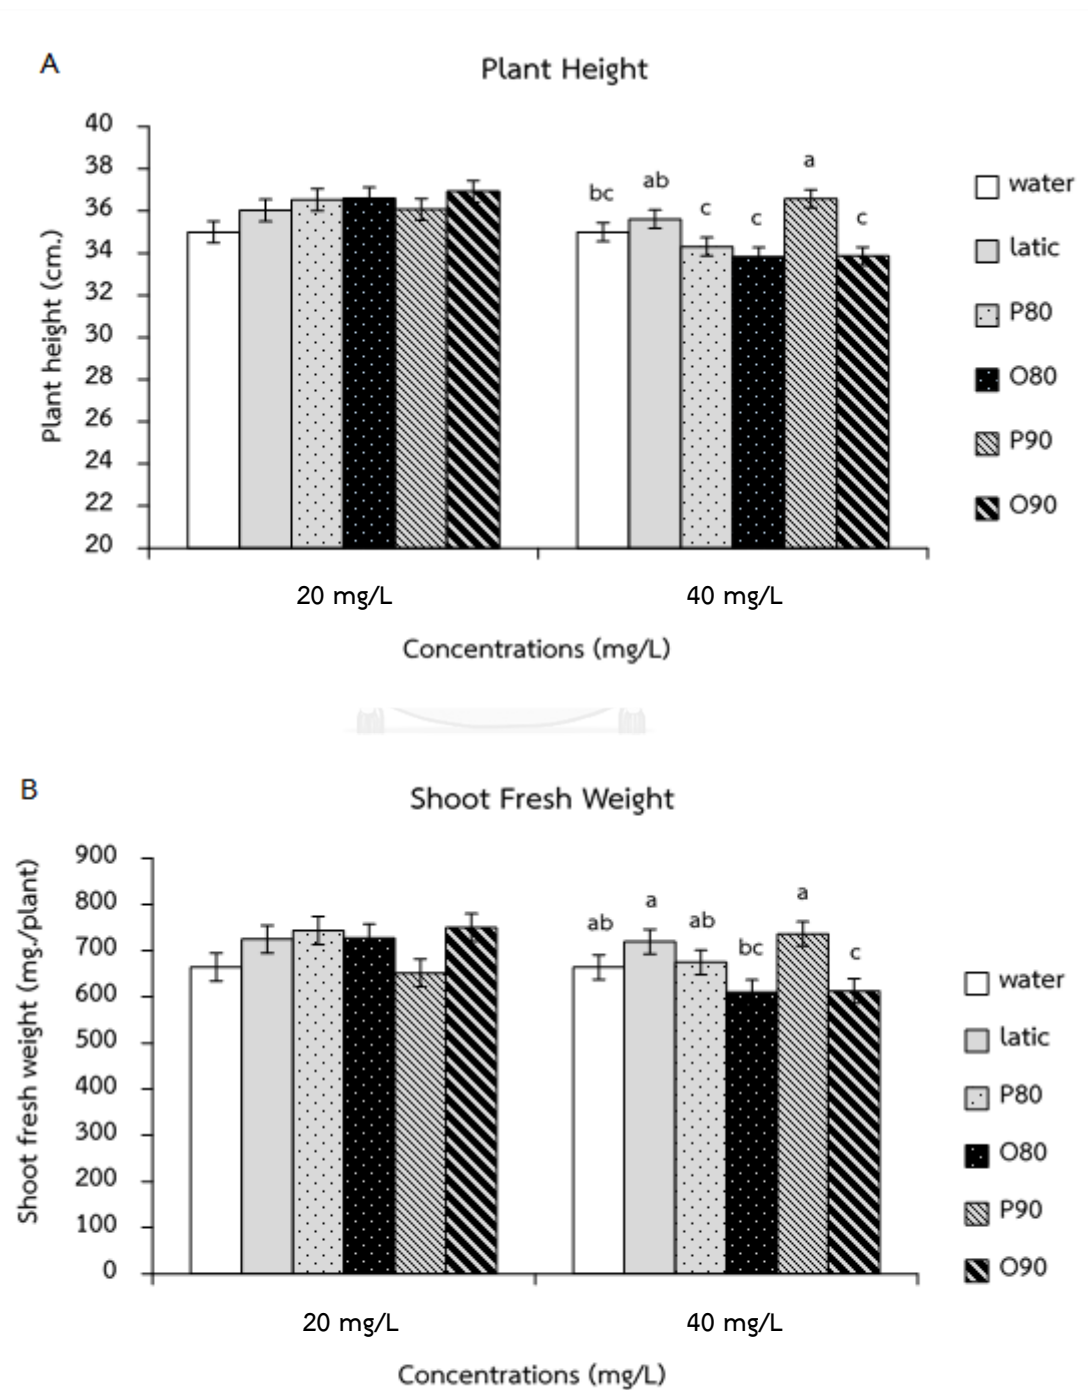 A
Plant Height
Plant height (cm.)
40
38
36
34
32
30
28
26
24
22
20
bc
ab
c
c
a
c
water
latic
P80
O80
P90
O90
20 mg/L
40 mg/L
Concentrations (mg/L)
B
Shoot Fresh Weight
Shoot fresh weight (mg./plant)
900
800
700
600
500
400
300
200
100
0
ab
a
ab
bc
a
c
water
latic
P80
O80
P90
O90
20 mg/L
40 mg/L
Concentrations (mg/L)